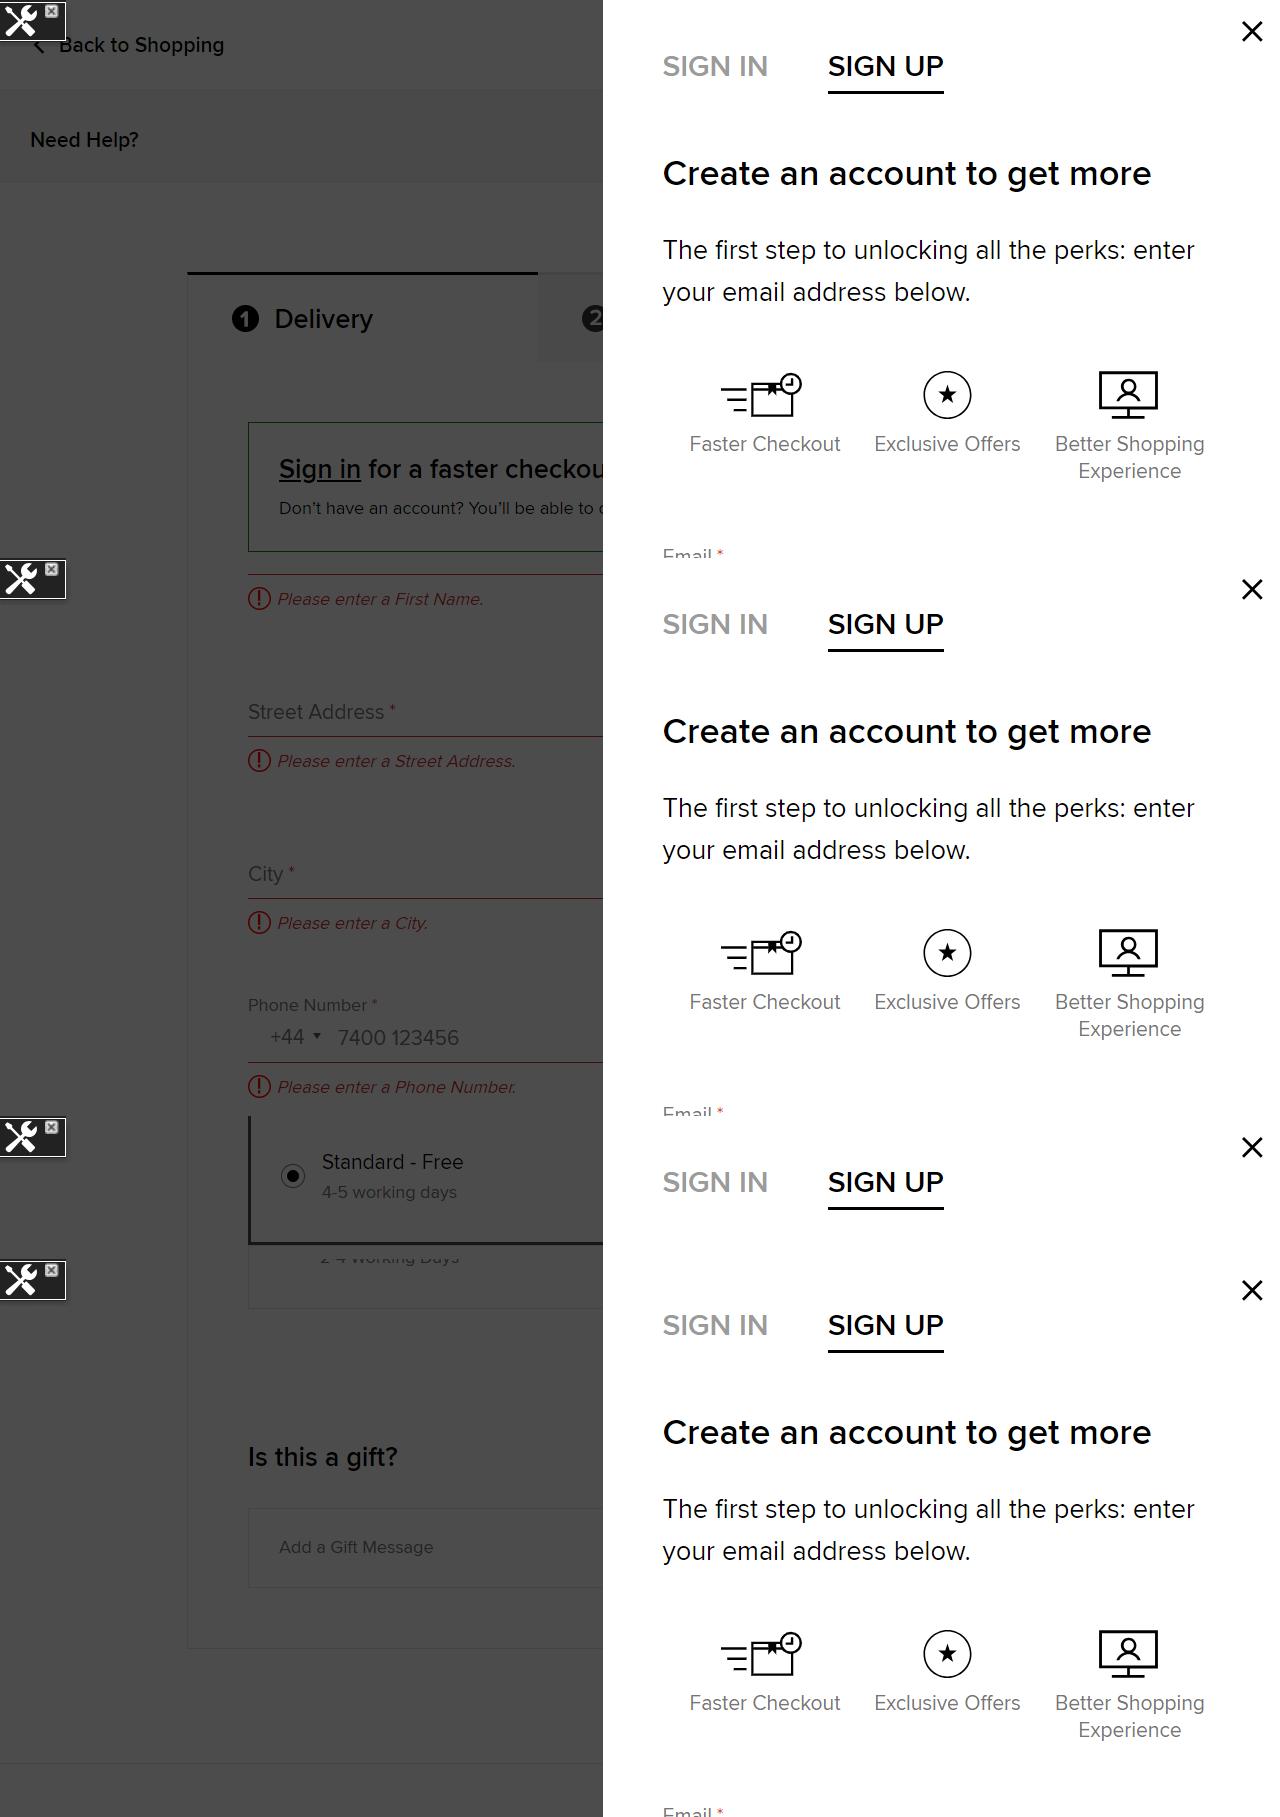 Back to Shopping
Need Help?
1 Delivery
2
Sign in for a faster checkou
Don't have an account? You'll be able to
Please enter a First Name.
Street Address *
Please enter a Street Address.
City *
Please enter a City.
Phone Number *
+44 7400 123456
Please enter a Phone Number.
Standard - Free
4-5 working days
2-4 Working Days
Is this a gift?
Add a Gift Message
SIGN IN SIGN UP
Create an account to get more
The first step to unlocking all the perks: enter
your email address below.
Faster Checkout Exclusive Offers Better Shopping
Experience
Email *
SIGN IN SIGN UP
Create an account to get more
The first step to unlocking all the perks: enter
your email address below.
Faster Checkout Exclusive Offers Better Shopping
Experience
Email *
SIGN IN SIGN UP
SIGN IN SIGN UP
Create an account to get more
The first step to unlocking all the perks: enter
your email address below.
Faster Checkout Exclusive Offers Better Shopping
Experience
Email *